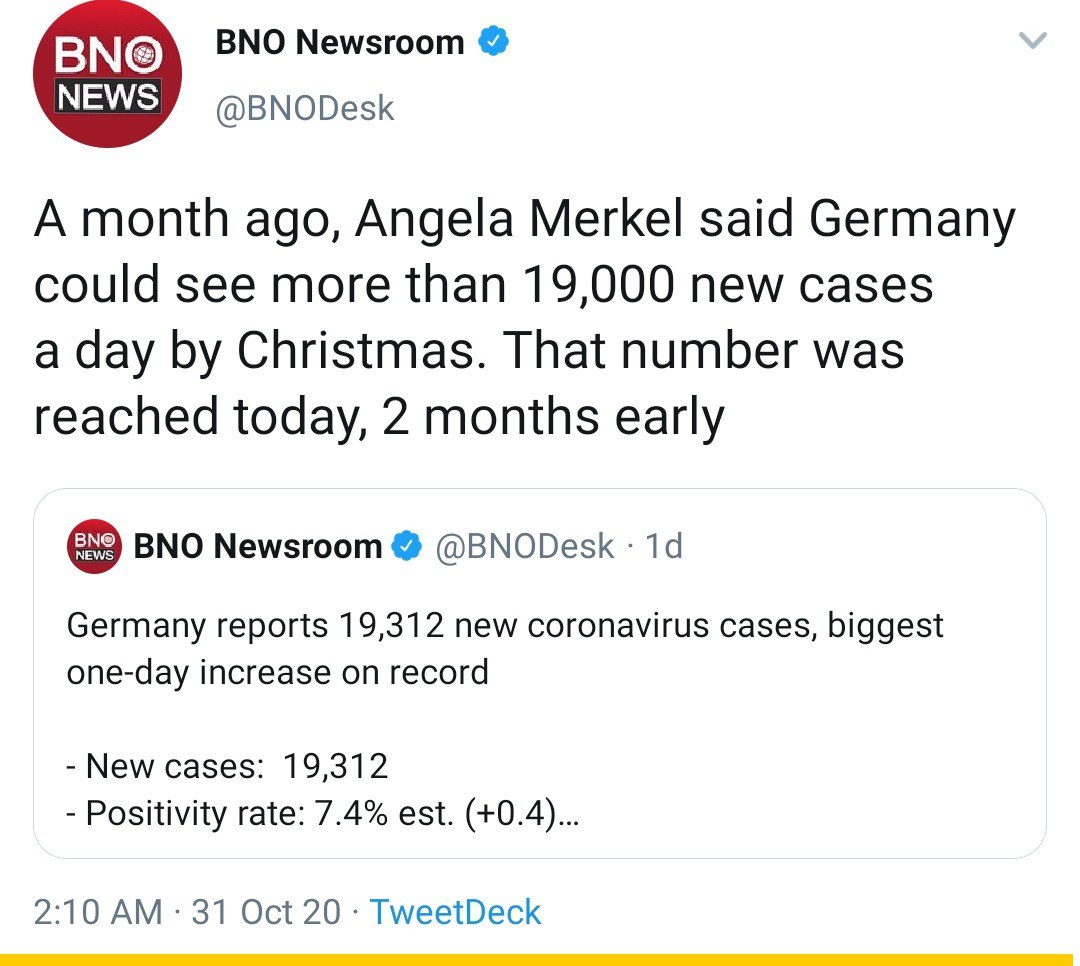 BNO
NEWS
BNO Newsroom
@BNODesk
A month ago, Angela Merkel said Germany
could see more than 19,000 new cases
a day by Christmas. That number was
reached today, 2 months early
BNO
NEWS
BNO Newsroom @BNODesk · 1d
Germany reports 19,312 new coronavirus cases, biggest
one-day increase on record
- New cases:  19,312
- Positivity rate: 7.4% est. (+0.4)...
2:10 AM · 31 Oct 20 · TweetDeck